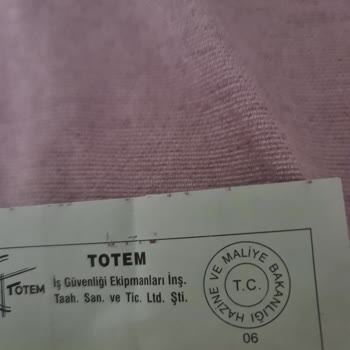 TOTEM
TOTEM
İş Güvenliği Ekipmanları İnş.
Taah. San. ve Tic. Ltd. Şti.
HAZİNE VE MALİYE BAKANLIĞI
T.C.
06